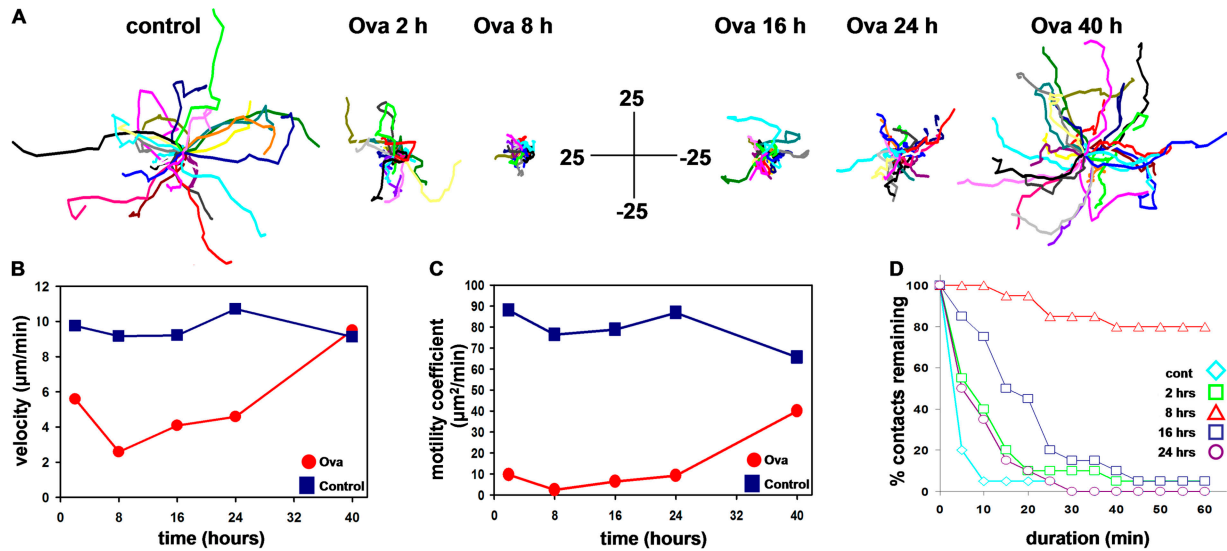 A
control
Ova 2 h
Ova 8 h
Ova 16 h
Ova 24 h
Ova 40 h
25
25
-25
-25
B
velocity (µm/min)
12
10
8
6
4
2
0
0
8
16
24
32
40
time (hours)
Ova
Control
C
motility coefficient
(µm²/min)
100
90
80
70
60
50
40
30
20
10
0
0
8
16
24
32
40
time (hours)
Ova
Control
D
% contacts remaining
100
80
60
40
20
0
0
10
20
30
40
50
60
duration (min)
cont
2 hrs
8 hrs
16 hrs
24 hrs